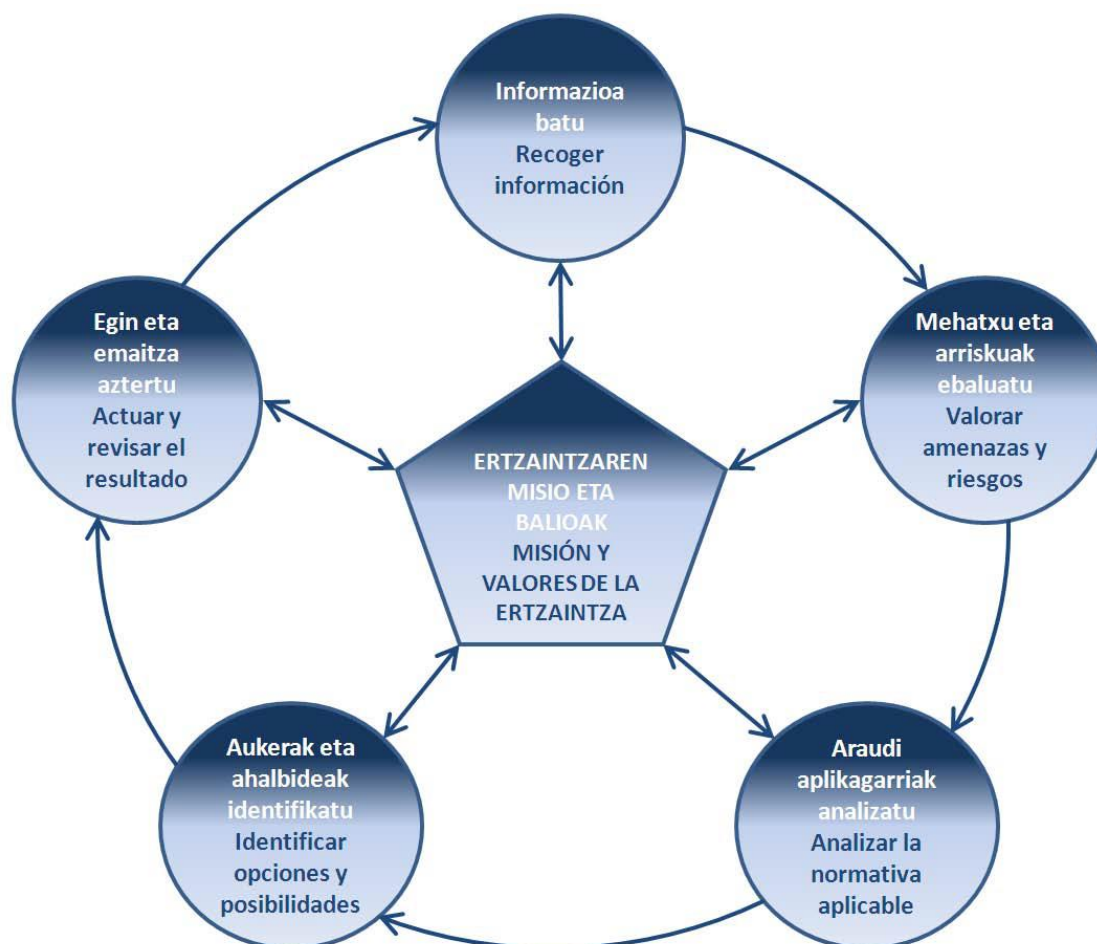 Informazioa
batu
Recoger
información
Egin eta
emaitza
aztertu
Actuar y
revisar el
resultado
Mehatxu eta
arriskuak
ebaluatu
Valorar
amenazas y
riesgos
ERTZAINTZAREN
MISIO ETA
BALIOAK
MISIÓN Y
VALORES DE LA
ERTZAINTZA
Aukerak eta
ahalbideak
identifikatu
Identificar
opciones y
posibilidades
Araudi
aplikagarriak
analizatu
Analizar la
normativa
aplicable